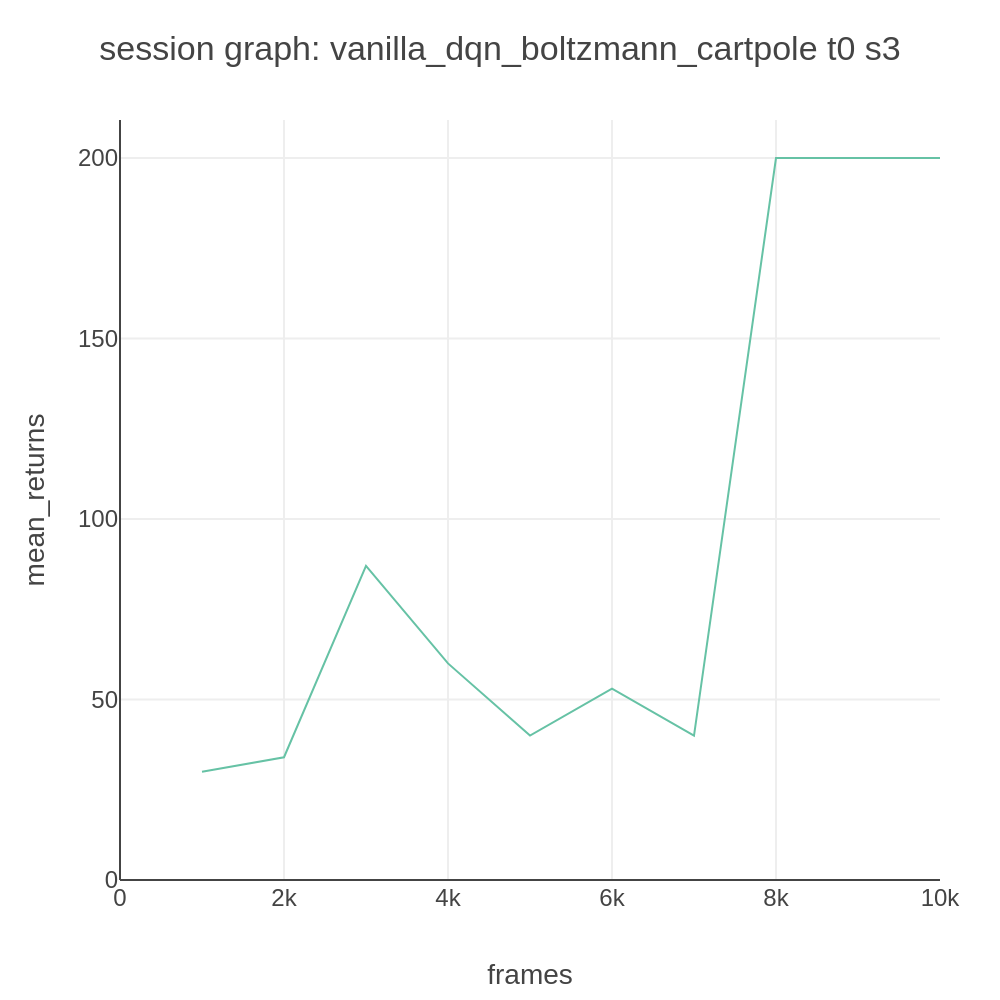 session graph: vanilla_dqn_boltzmann_cartpole t0 s3
200
150
100
50
0
mean_returns
0 2k 4k 6k 8k 10k
frames